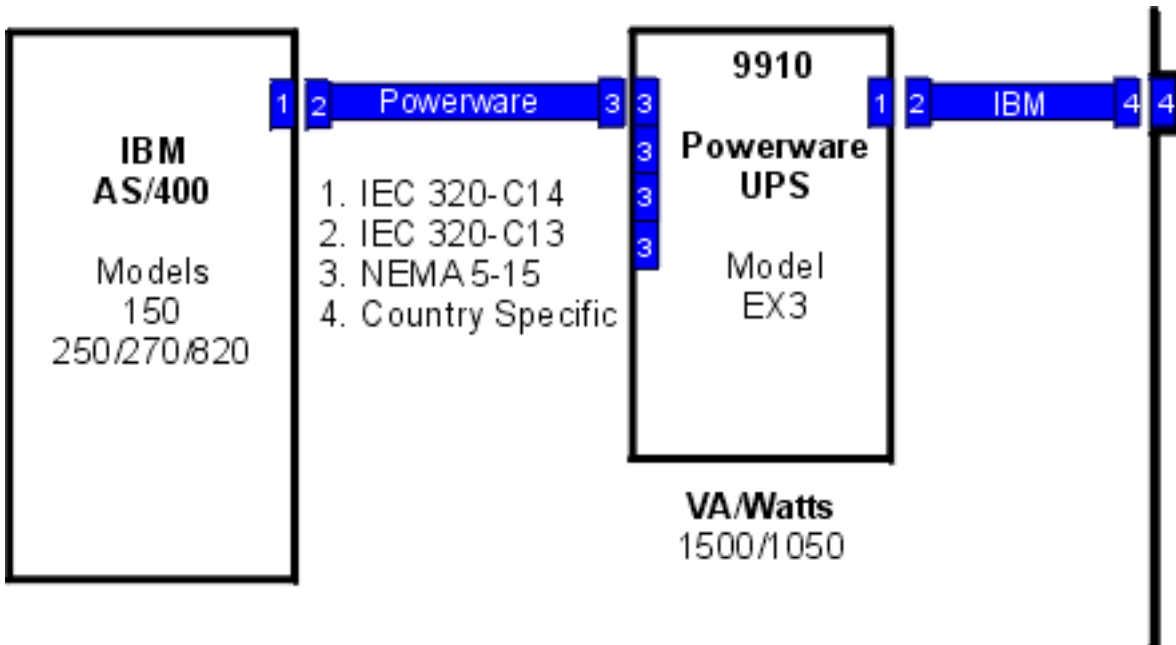 9910
1 2 Powerware 3 3
1 2 IBM 4 4
3
3
3
IBM
AS/400
Models
150
250/270/820
1. IEC 320-C14
2. IEC 320-C13
3. NEMA 5-15
4. Country Specific
Powerware
UPS
Model
EX3
VA/Watts
1500/1050